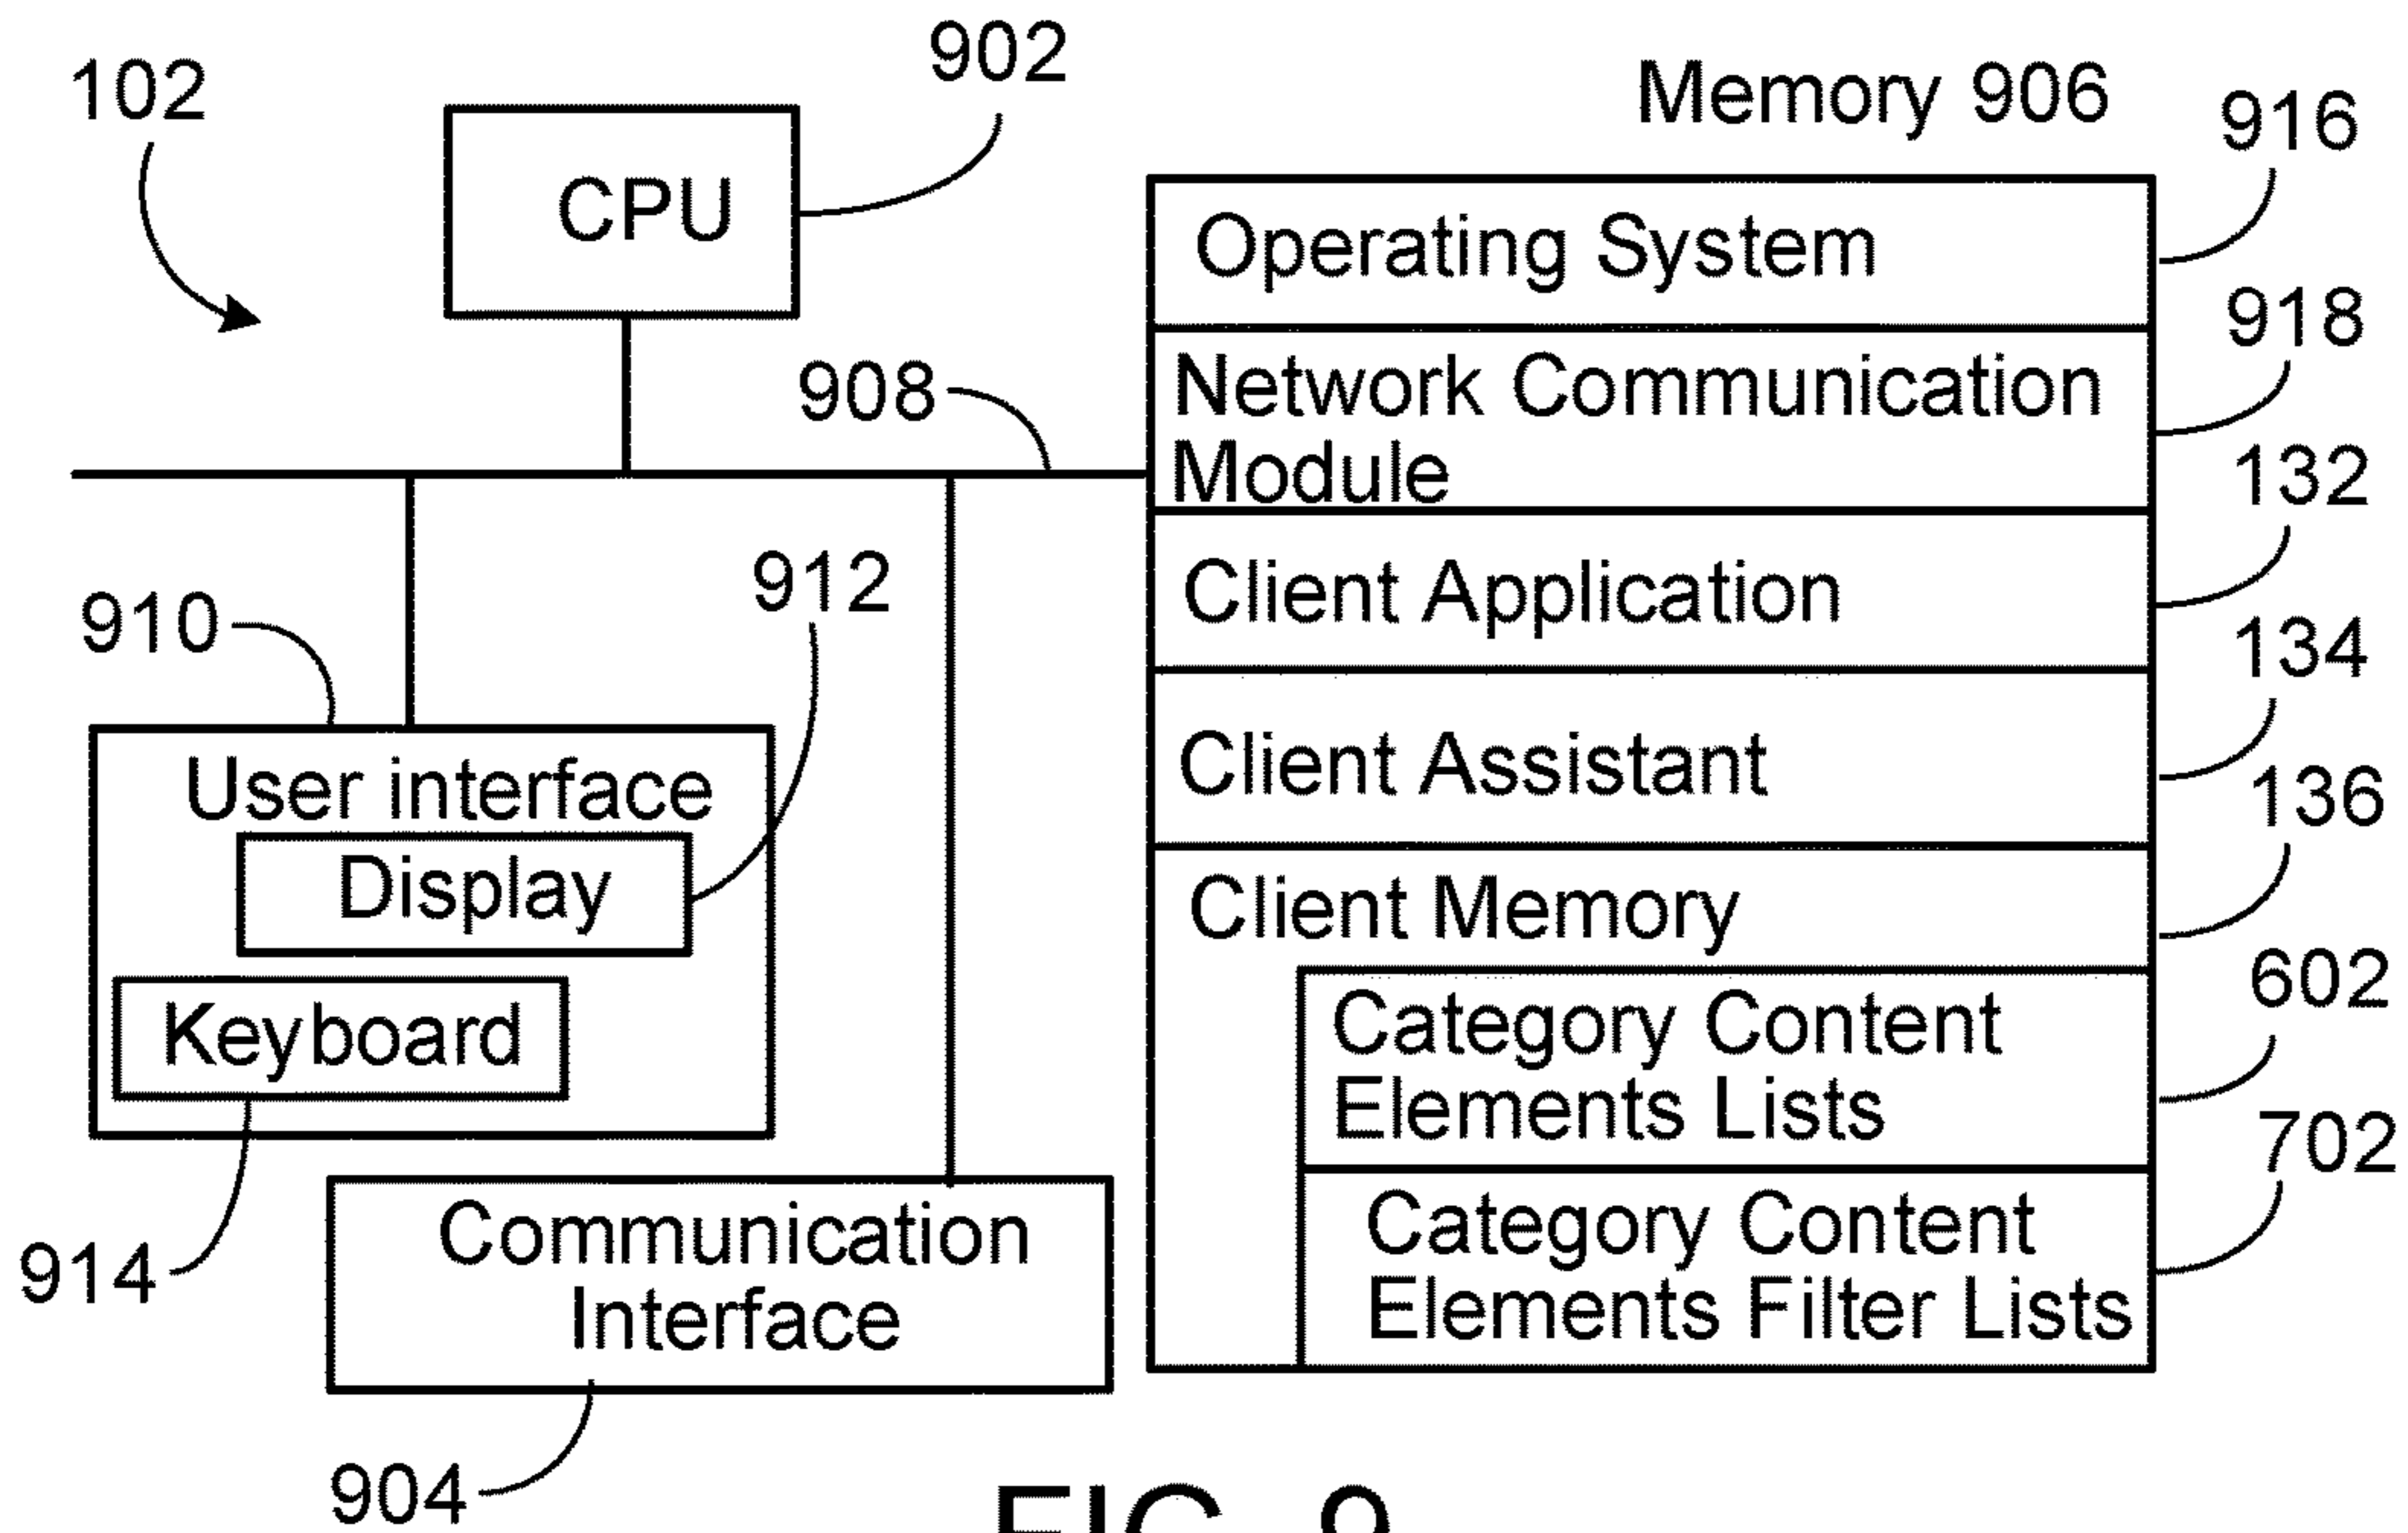 102
902
CPU
908
910
912
User interface
Display
Keyboard
914
Communication
Interface
904
Memory 906
Operating System
916
Network Communication
Module
918
Client Application
132
Client Assistant
134
Client Memory
136
Category Content
Elements Lists
602
Category Content
Elements Filter Lists
702
FIG. 9